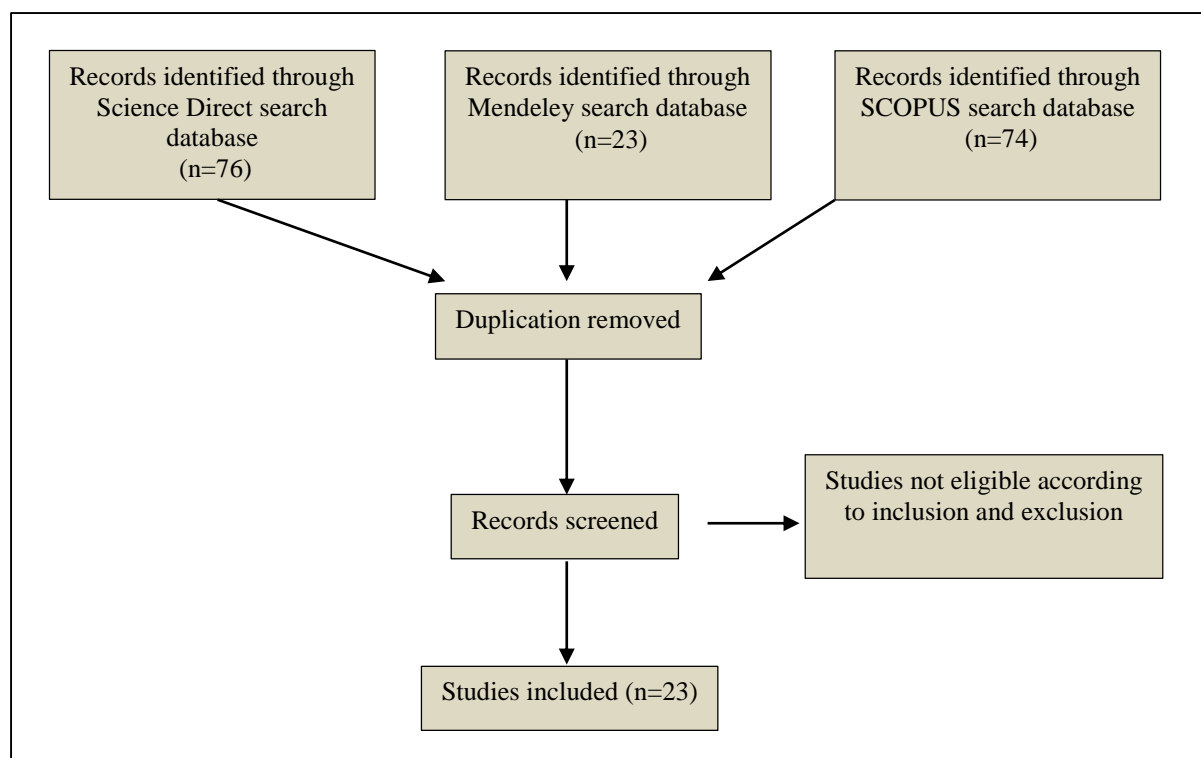 Records identified through
Science Direct search
database
(n=76)
Records identified through
Mendeley search database
(n=23)
Records identified through
SCOPUS search database
(n=74)
Duplication removed
Records screened
Studies not eligible according
to inclusion and exclusion
Studies included (n=23)